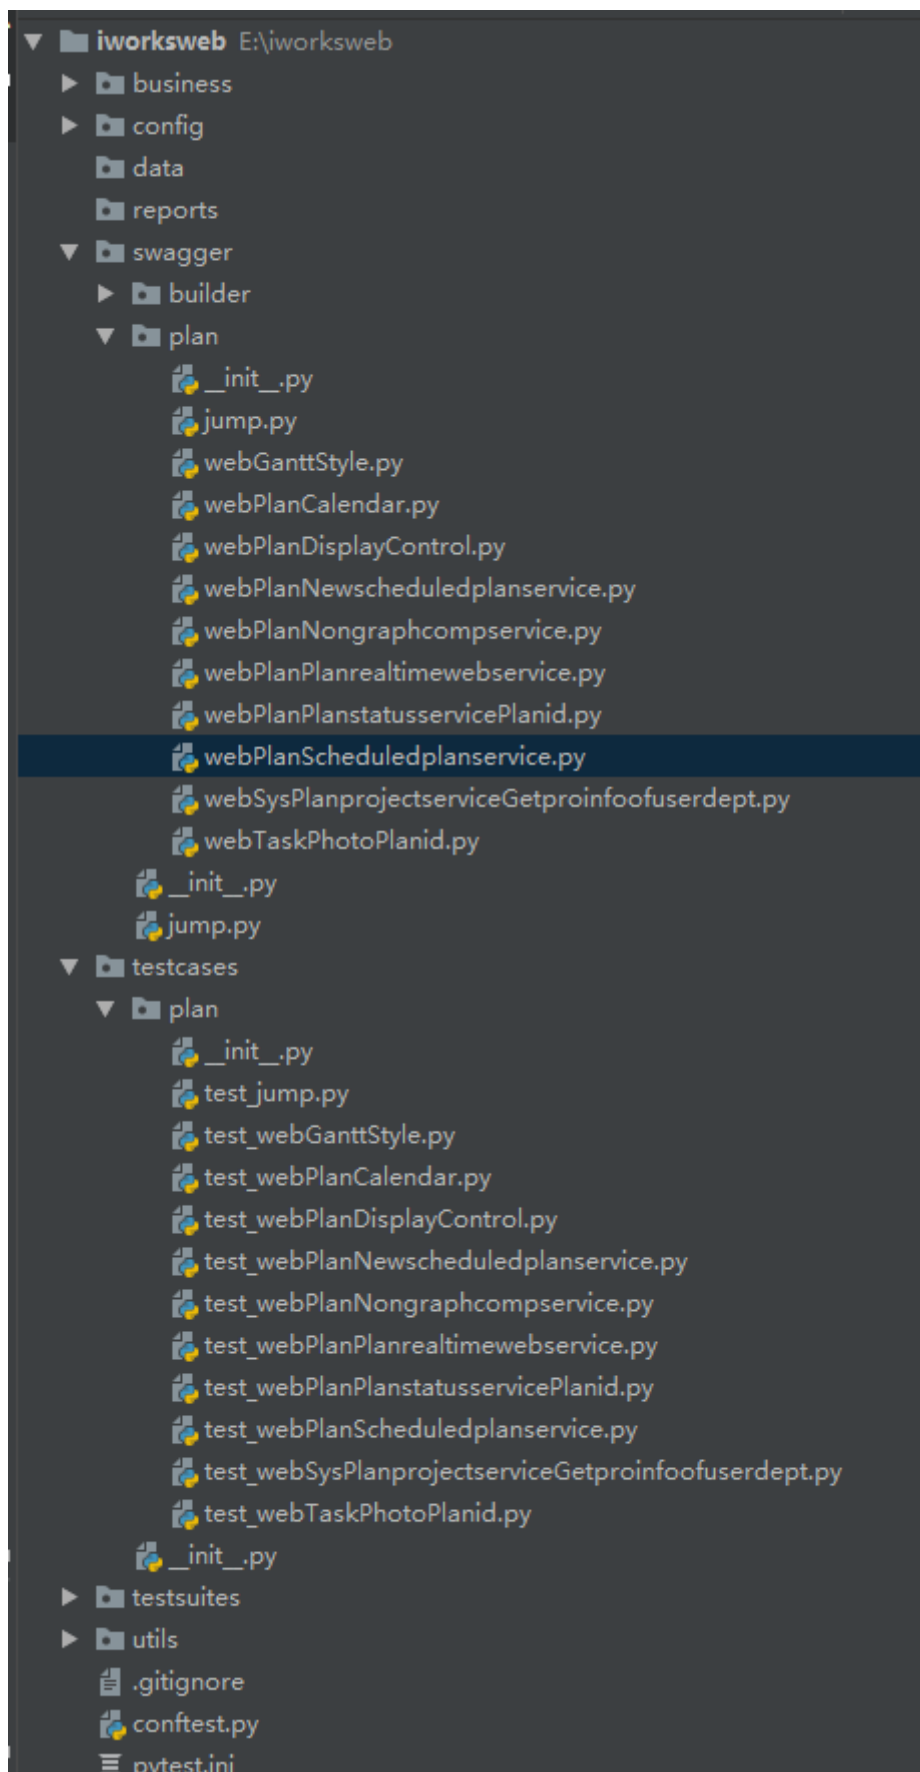 iworksweb E:\iworksweb
business
config
data
reports
swagger
builder
plan
__init__.py
jump.py
webGanttStyle.py
webPlanCalendar.py
webPlanDisplayControl.py
webPlanNewscheduledplanservice.py
webPlanNongraphcompservice.py
webPlanPlanrealtimewebservice.py
webPlanPlanstatusservicePlanid.py
webPlanScheduledplanservice.py
webSysPlanprojectserviceGetproinfoofuserdept.py
webTaskPhotoPlanid.py
__init__.py
jump.py
testcases
plan
__init__.py
test_jump.py
test_webGanttStyle.py
test_webPlanCalendar.py
test_webPlanDisplayControl.py
test_webPlanNewscheduledplanservice.py
test_webPlanNongraphcompservice.py
test_webPlanPlanrealtimewebservice.py
test_webPlanPlanstatusservicePlanid.py
test_webPlanScheduledplanservice.py
test_webSysPlanprojectserviceGetproinfoofuserdept.py
test_webTaskPhotoPlanid.py
__init__.py
testsuites
utils
.gitignore
conftest.py
pytest.ini